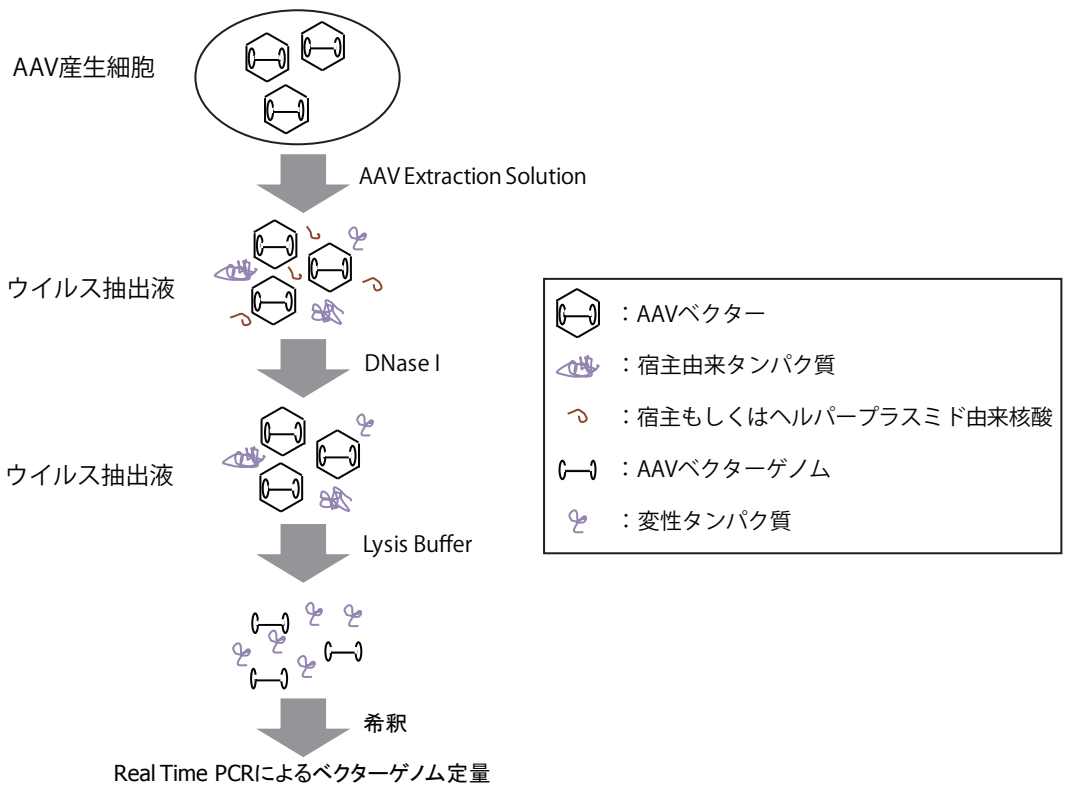 AAV産生細胞
AAV Extraction Solution
ウイルス抽出液
DNase I
ウイルス抽出液
Lysis Buffer
希釈
Real Time PCRによるベクターゲノム定量
：AAVベクター
：宿主由来タンパク質
：宿主もしくはヘルパープラスミド由来核酸
：AAVベクターゲノム
：変性タンパク質